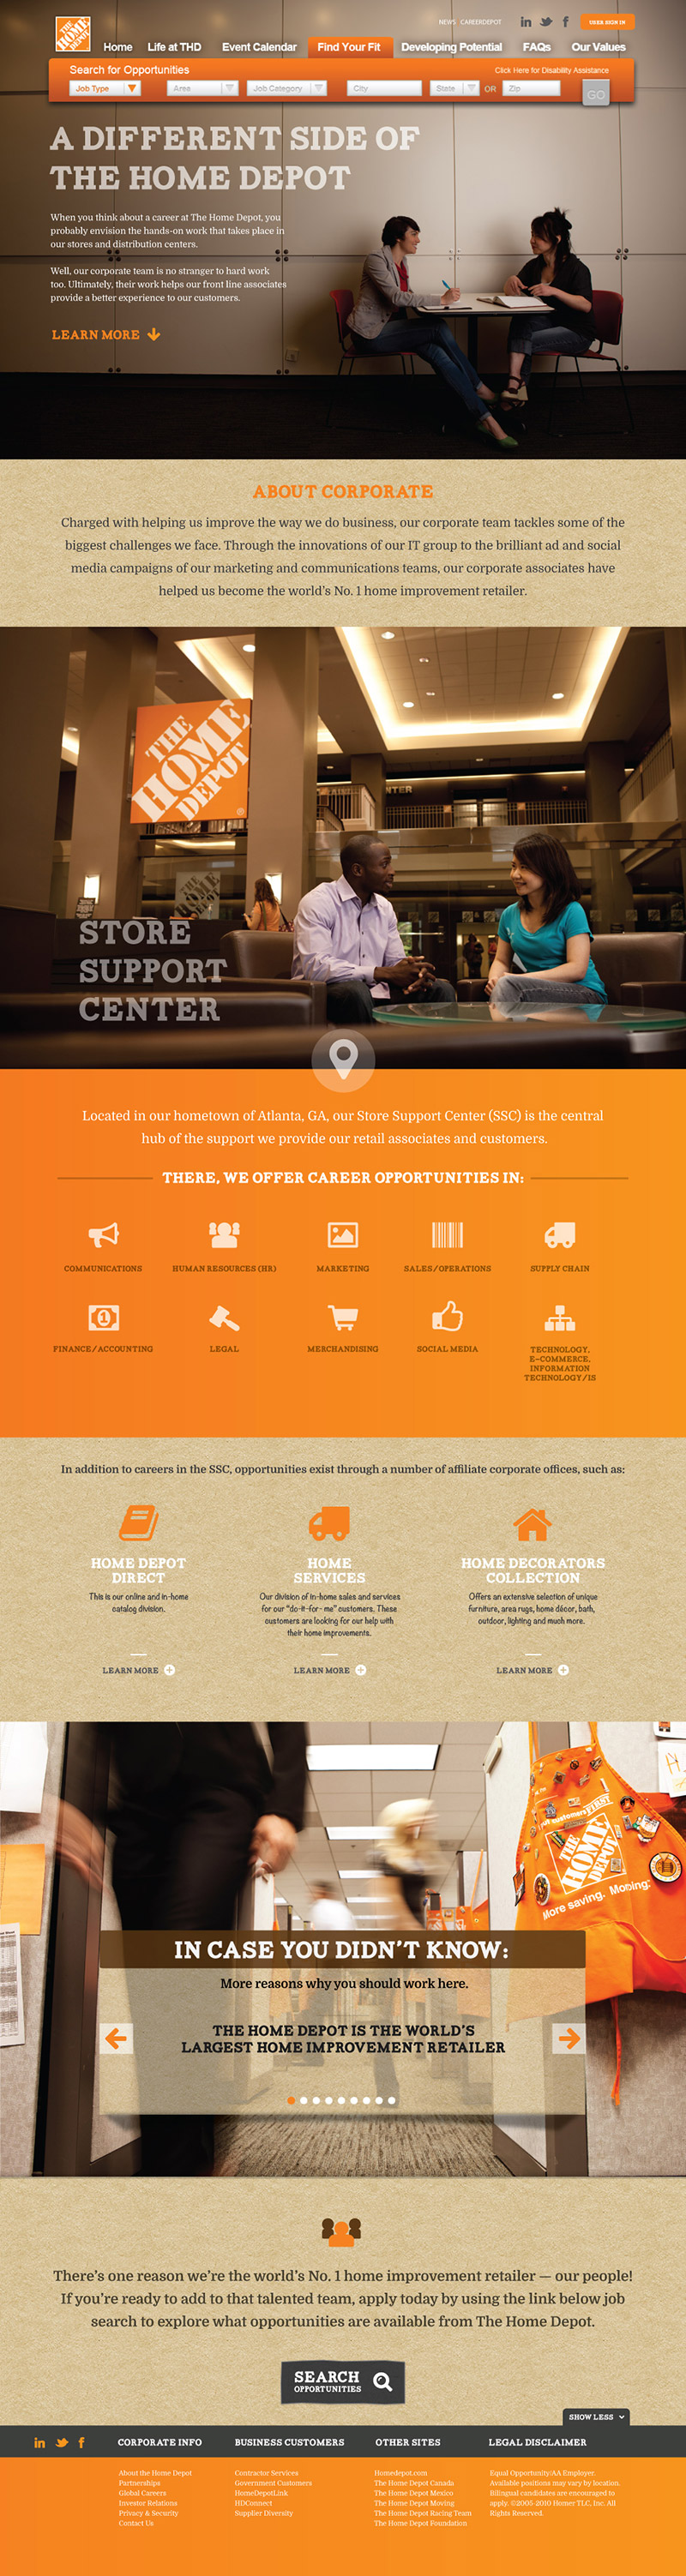 NEWS CAREERDEPOT
USER SIGN IN
THE HOME DEPOT
Home Life at THD Event Calendar Find Your Fit Developing Potential FAQs Our Values
Search for Opportunities
Click Here for Disability Assistance
Job Type Area Job Category City State OR Zip GO
A DIFFERENT SIDE OF
THE HOME DEPOT
When you think about a career at The Home Depot, you
probably envision the hands-on work that takes place in
our stores and distribution centers.
Well, our corporate team is no stranger to hard work
too. Ultimately, their work helps our front line associates
provide a better experience to our customers.
LEARN MORE
ABOUT CORPORATE
Charged with helping us improve the way we do business, our corporate team tackles some of the
biggest challenges we face. Through the innovations of our IT group to the brilliant ad and social
media campaigns of our marketing and communications teams, our corporate associates have
helped us become the world's No. 1 home improvement retailer.
THE
HOME
DEPOT
STORE
SUPPORT
CENTER
Located in our hometown of Atlanta, GA, our Store Support Center (SSC) is the central
hub of the support we provide our retail associates and customers.
THERE, WE OFFER CAREER OPPORTUNITIES IN:
COMMUNICATIONS HUMAN RESOURCES (HR) MARKETING SALES/OPERATIONS SUPPLY CHAIN
FINANCE/ACCOUNTING LEGAL MERCHANDISING SOCIAL MEDIA TECHNOLOGY,
E-COMMERCE,
INFORMATION
TECHNOLOGY/IS
In addition to careers in the SSC, opportunities exist through a number of affiliate corporate offices, such as:
HOME DEPOT
DIRECT
This is our online and in-home
catalog division.
LEARN MORE
HOME
SERVICES
Our division of in-home sales and services
for our "do-it-for- me" customers. These
customers are looking for our help with
their home improvements.
LEARN MORE
HOME DECORATORS
COLLECTION
Offers an extensive selection of unique
furniture, area rugs, home décor, bath,
outdoor, lighting and much more.
LEARN MORE
customers FIRST
THE
HOME
DEPOT
More saving. More
IN CASE YOU DIDN'T KNOW:
More reasons why you should work here.
THE HOME DEPOT IS THE WORLD'S
LARGEST HOME IMPROVEMENT RETAILER
There's one reason we're the world's No. 1 home improvement retailer — our people!
If you're ready to add to that talented team, apply today by using the link below job
search to explore what opportunities are available from The Home Depot.
SEARCH
OPPORTUNITIES
SHOW LESS
CORPORATE INFO
About the Home Depot
Partnerships
Global Careers
Investor Relations
Privacy & Security
Contact Us
BUSINESS CUSTOMERS
Contractor Services
Government Customers
HomeDepotLink
HDConnect
Supplier Diversity
OTHER SITES
Homedepot.com
The Home Depot Canada
The Home Depot Mexico
The Home Depot Moving
The Home Depot Racing Team
The Home Depot Foundation
LEGAL DISCLAIMER
Equal Opportunity/AA Employer.
Available positions may vary by location.
Bilingual candidates are encouraged to
apply. ©2005-2010 Homer TLC, Inc. All
Rights Reserved.